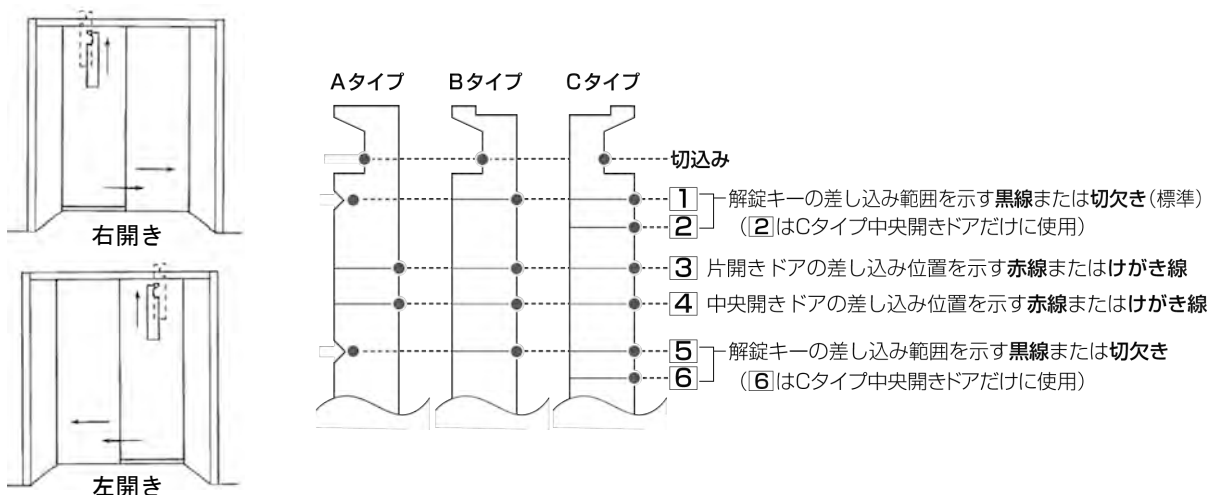 右開き
左開き
Aタイプ Bタイプ Cタイプ
切込み
1 解錠キーの差し込み範囲を示す黒線または切欠き(標準)
2 (2はCタイプ中央開きドアだけに使用)
3 片開きドアの差し込み位置を示す赤線またはけがき線
4 中央開きドアの差し込み位置を示す赤線またはけがき線
5 解錠キーの差し込み範囲を示す黒線または切欠き
6 (6はCタイプ中央開きドアだけに使用)